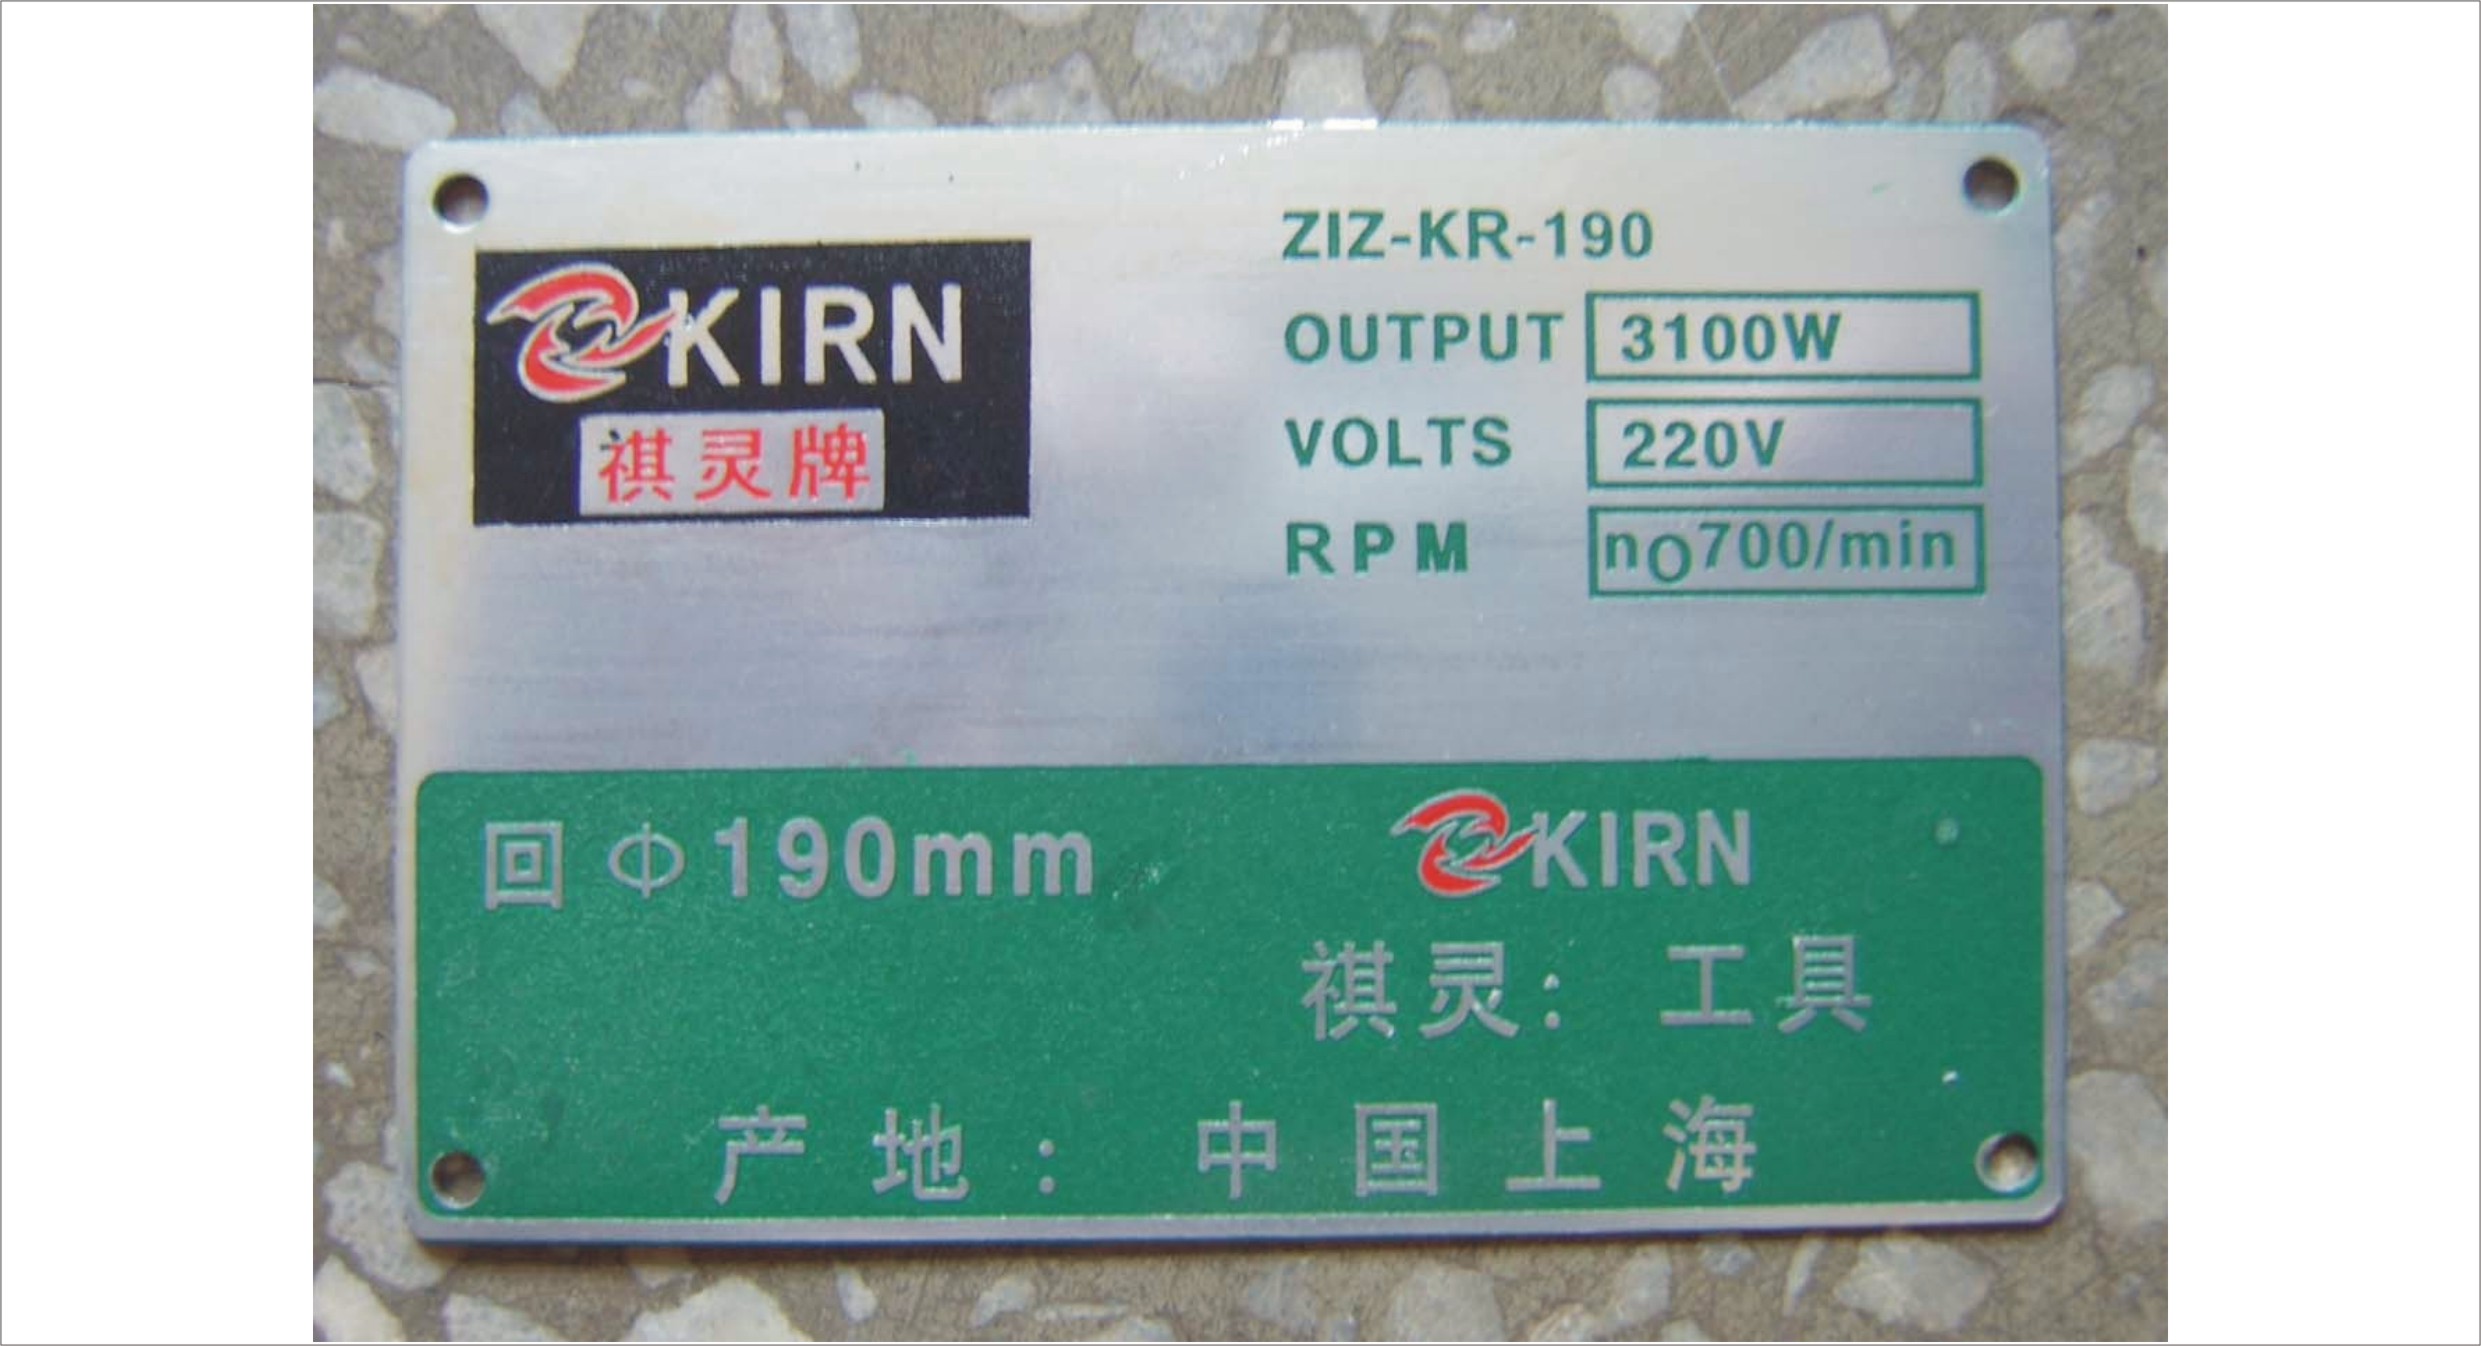 KIRN
祺灵牌
ZIZ-KR-190
OUTPUT 3100W
VOLTS 220V
RPM nO700/min
回 Φ190mm
KIRN
祺灵: 工具
产地: 中国上海